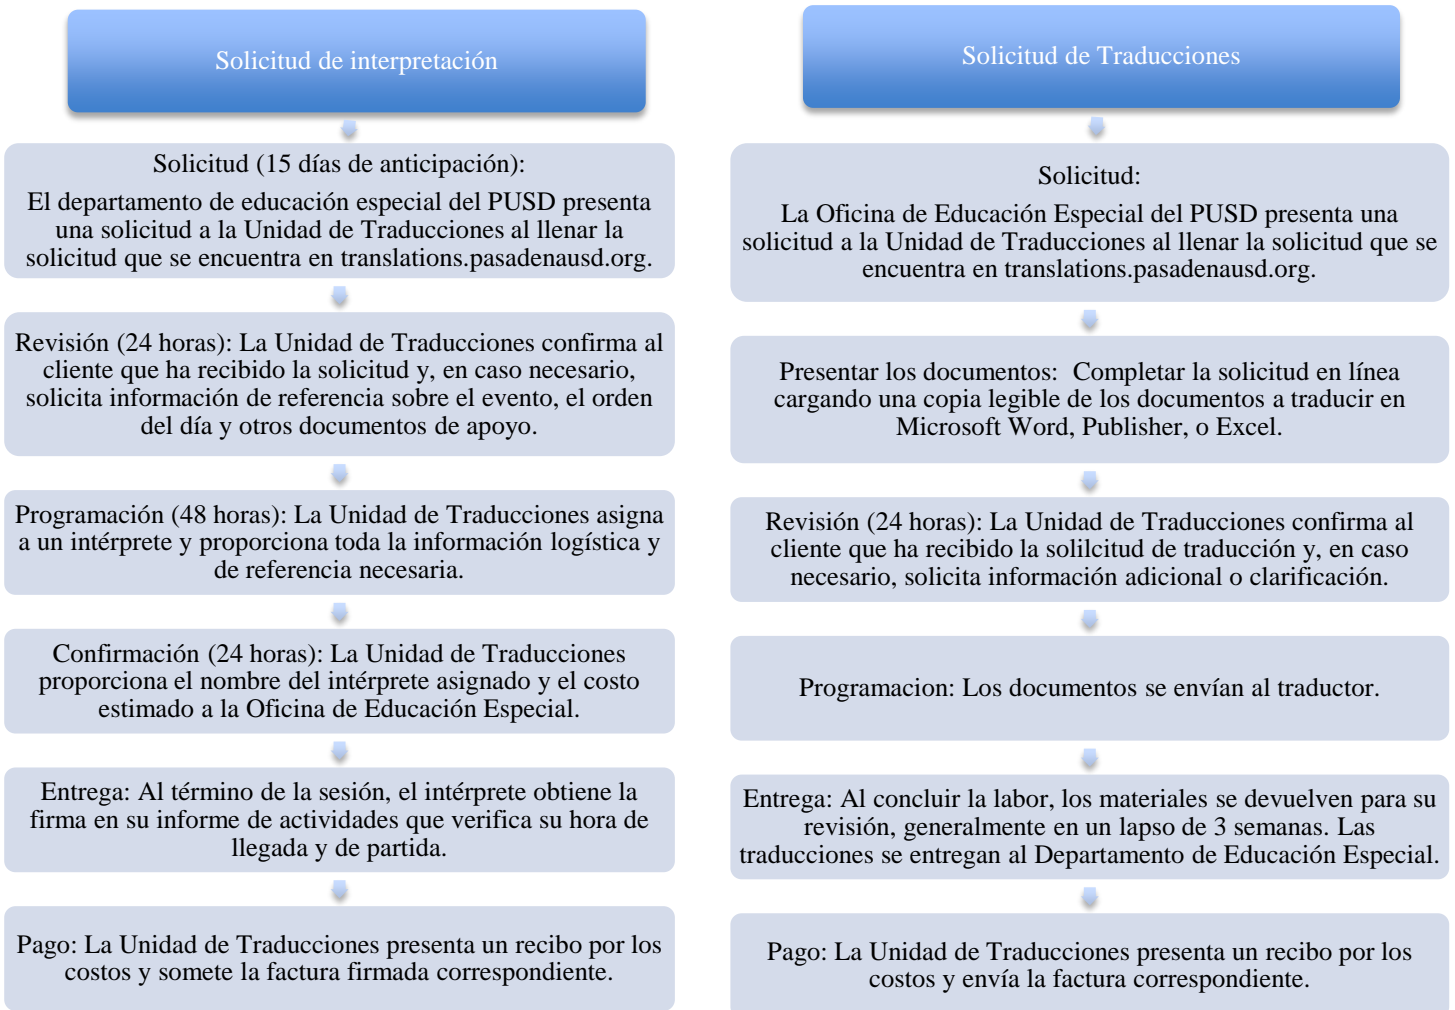 Solicitud de interpretación
Solicitud (15 días de anticipación):
El departamento de educación especial del PUSD presenta
una solicitud a la Unidad de Traducciones al llenar la
solicitud que se encuentra en translations.pasadenausd.org.
Revisión (24 horas): La Unidad de Traducciones confirma al
cliente que ha recibido la solicitud y, en caso necesario,
solicita información de referencia sobre el evento, el orden
del día y otros documentos de apoyo.
Programación (48 horas): La Unidad de Traducciones asigna
a un intérprete y proporciona toda la información logística y
de referencia necesaria.
Confirmación (24 horas): La Unidad de Traducciones
proporciona el nombre del intérprete asignado y el costo
estimado a la Oficina de Educación Especial.
Entrega: Al término de la sesión, el intérprete obtiene la
firma en su informe de actividades que verifica su hora de
llegada y de partida.
Pago: La Unidad de Traducciones presenta un recibo por los
costos y somete la factura firmada correspondiente.
Solicitud de Traducciones
Solicitud:
La Oficina de Educación Especial del PUSD presenta una
solicitud a la Unidad de Traducciones al llenar la solicitud que se
encuentra en translations.pasadenausd.org.
Presentar los documentos:  Completar la solicitud en línea
cargando una copia legible de los documentos a traducir en
Microsoft Word, Publisher, o Excel.
Revisión (24 horas): La Unidad de Traducciones confirma al
cliente que ha recibido la solilcitud de traducción y, en caso
necesario, solicita información adicional o clarificación.
Programacion: Los documentos se envían al traductor.
Entrega: Al concluir la labor, los materiales se devuelven para su
revisión, generalmente en un lapso de 3 semanas. Las
traducciones se entregan al Departamento de Educación Especial.
Pago: La Unidad de Traducciones presenta un recibo por los
costos y envía la factura correspondiente.